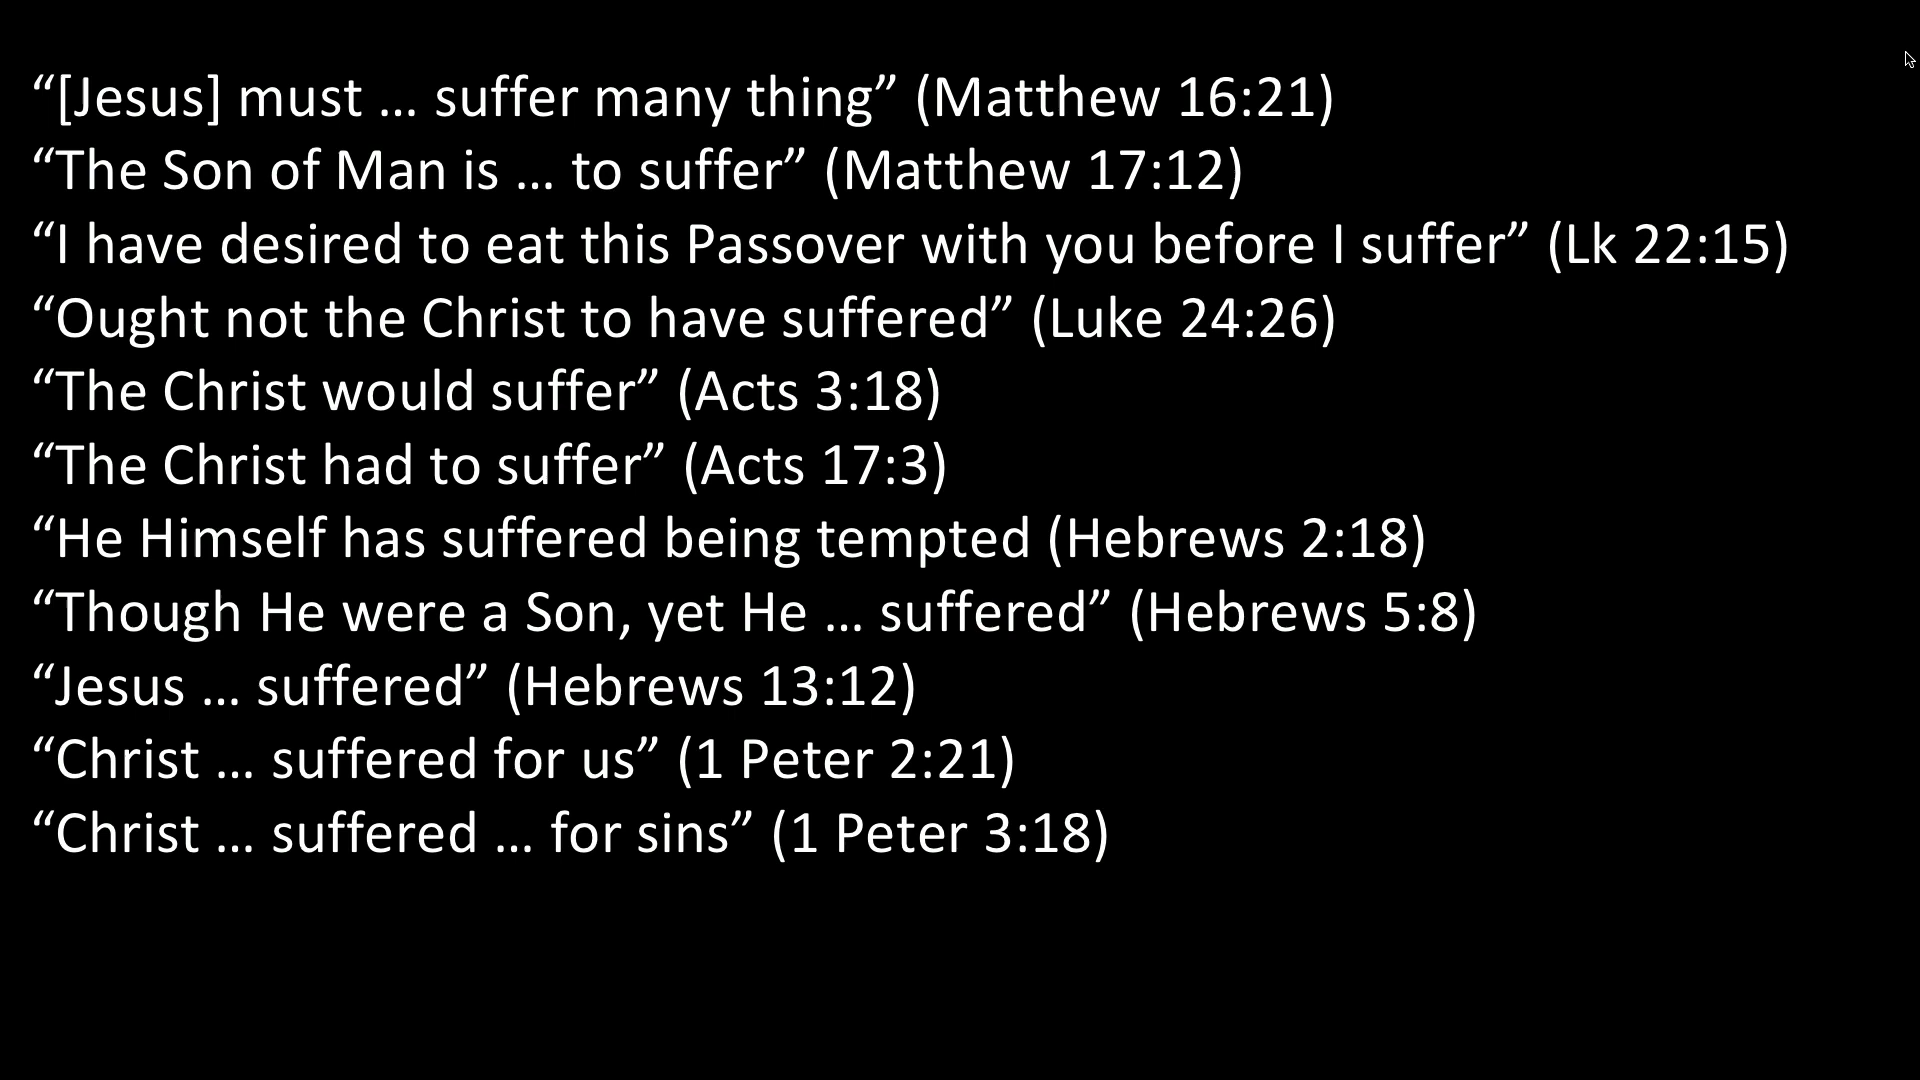 “[Jesus] must … suffer many thing” (Matthew 16:21)
“The Son of Man is … to suffer” (Matthew 17:12)
“I have desired to eat this Passover with you before I suffer” (Lk 22:15)
“Ought not the Christ to have suffered” (Luke 24:26)
“The Christ would suffer” (Acts 3:18)
“The Christ had to suffer” (Acts 17:3)
“He Himself has suffered being tempted (Hebrews 2:18)
“Though He were a Son, yet He … suffered” (Hebrews 5:8)
“Jesus … suffered” (Hebrews 13:12)
“Christ … suffered for us” (1 Peter 2:21)
“Christ … suffered … for sins” (1 Peter 3:18)